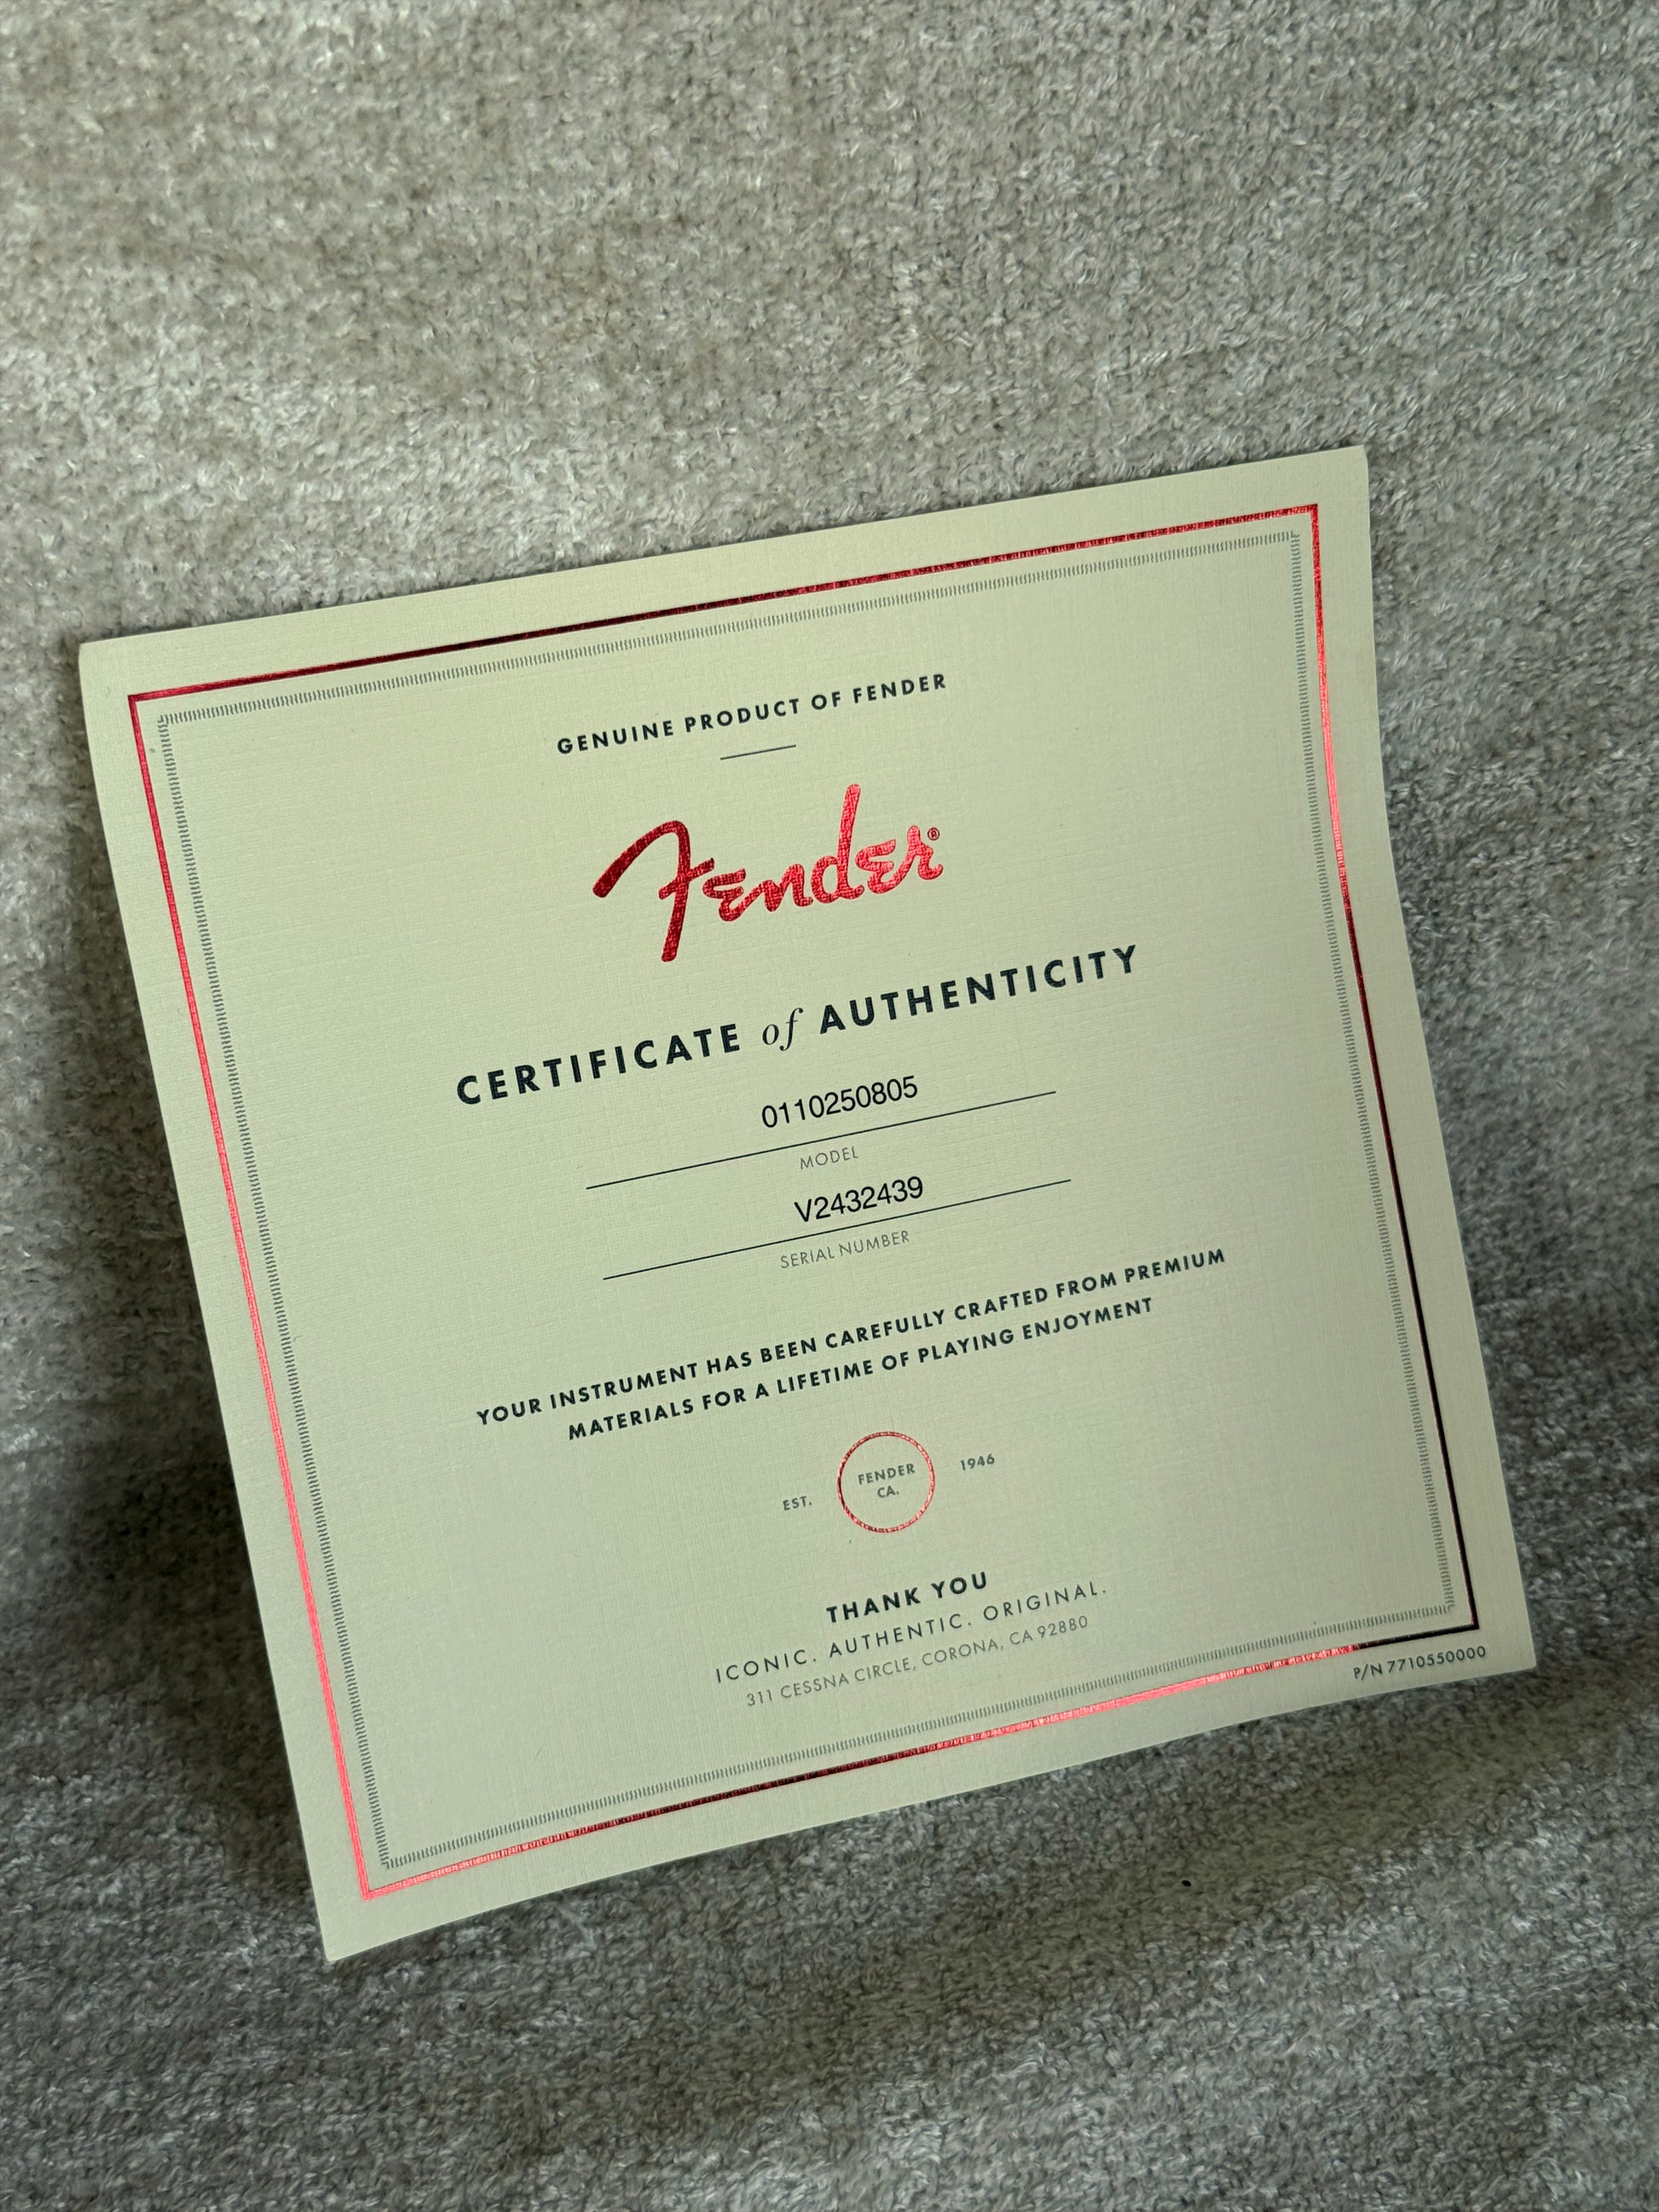 GENUINE PRODUCT OF FENDER
Fender®
CERTIFICATE of AUTHENTICITY
0110250805
MODEL
V2432439
SERIAL NUMBER
YOUR INSTRUMENT HAS BEEN CAREFULLY CRAFTED FROM PREMIUM
MATERIALS FOR A LIFETIME OF PLAYING ENJOYMENT
EST. FENDER CA. 1946
THANK YOU
ICONIC. AUTHENTIC. ORIGINAL.
311 CESSNA CIRCLE, CORONA, CA 92880
P/N 7710550000